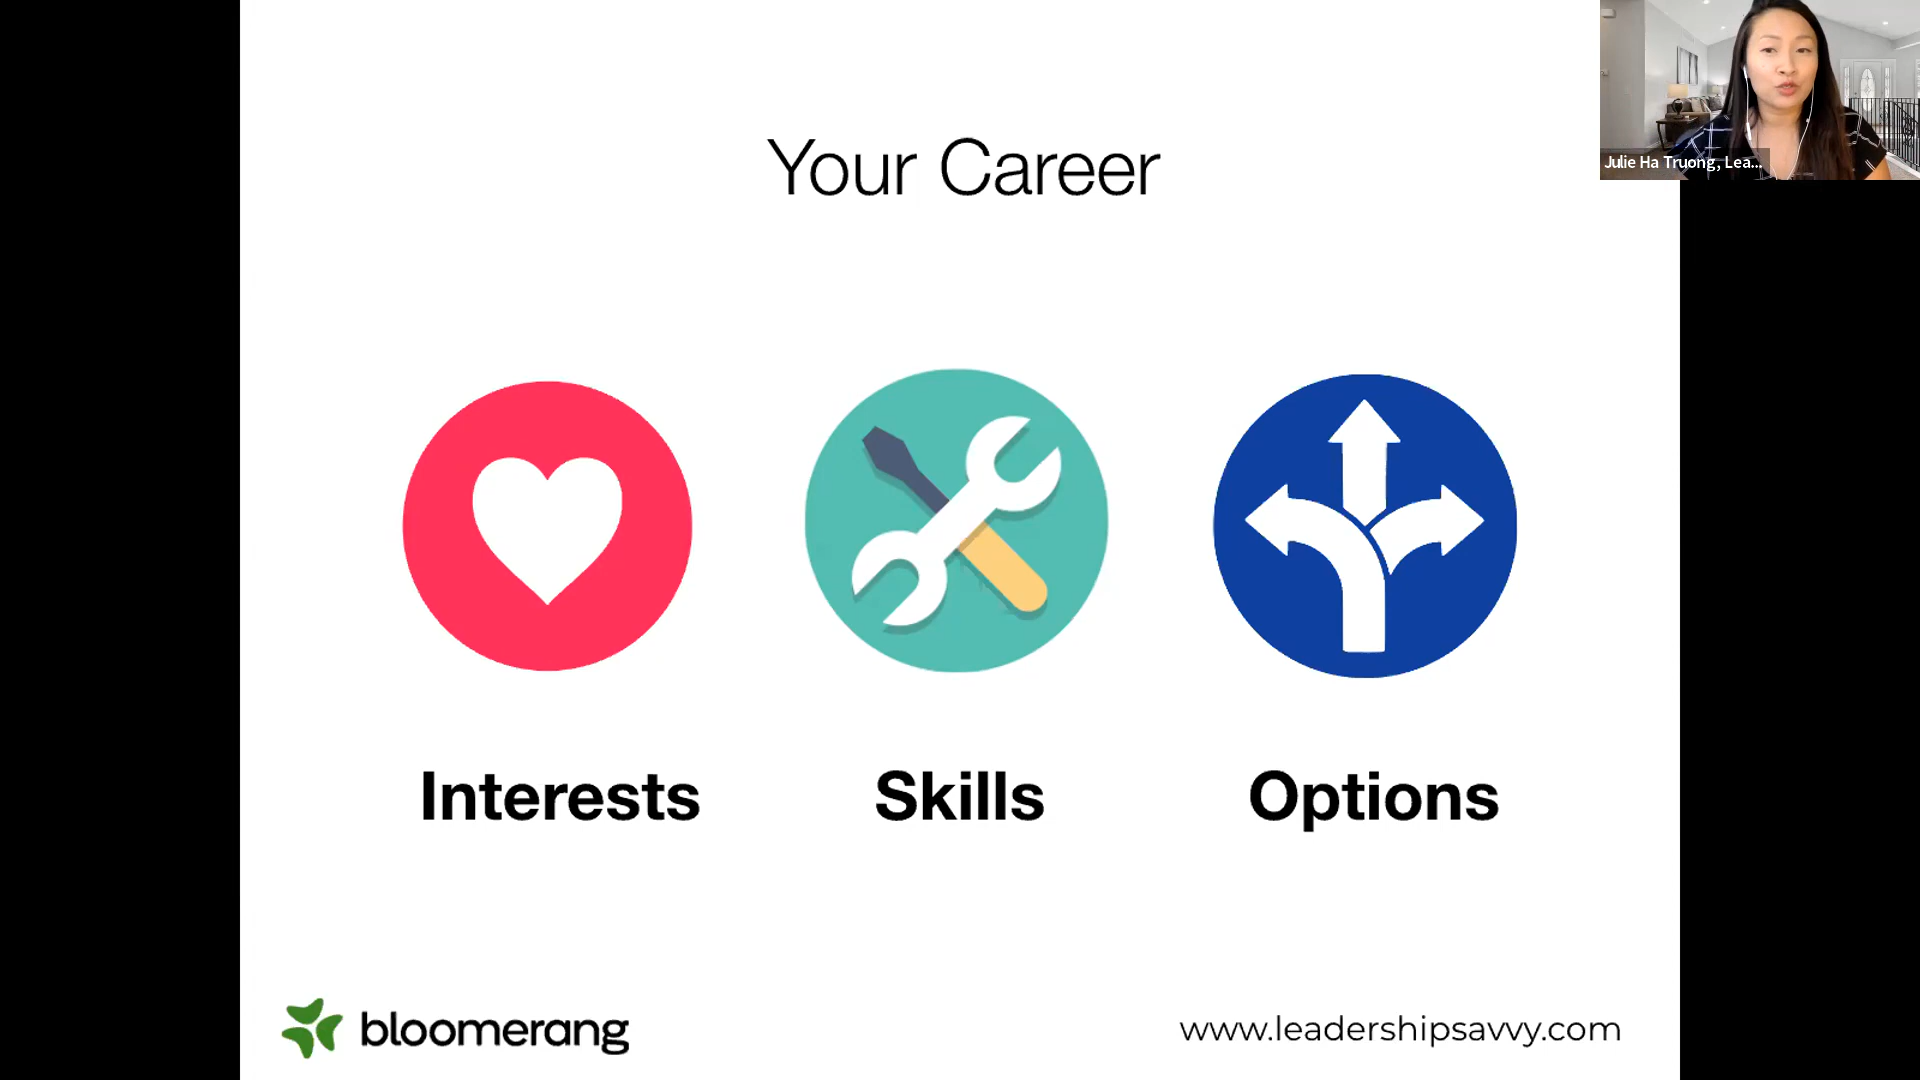 Your Career
Julie Ha Truong, Lea...
Interests
Skills
Options
bloomerang
www.leadershipsavvy.com